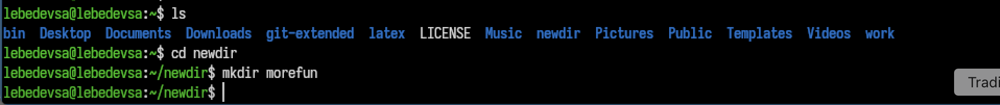 lebedevsa@lebedevsa:~$ ls
bin Desktop Documents Downloads git-extended latex LICENSE Music newdir Pictures Public Templates Videos work
lebedevsa@lebedevsa:~$ cd newdir
lebedevsa@lebedevsa:~/newdir$ mkdir morefun
lebedevsa@lebedevsa:~/newdir$
Tradi